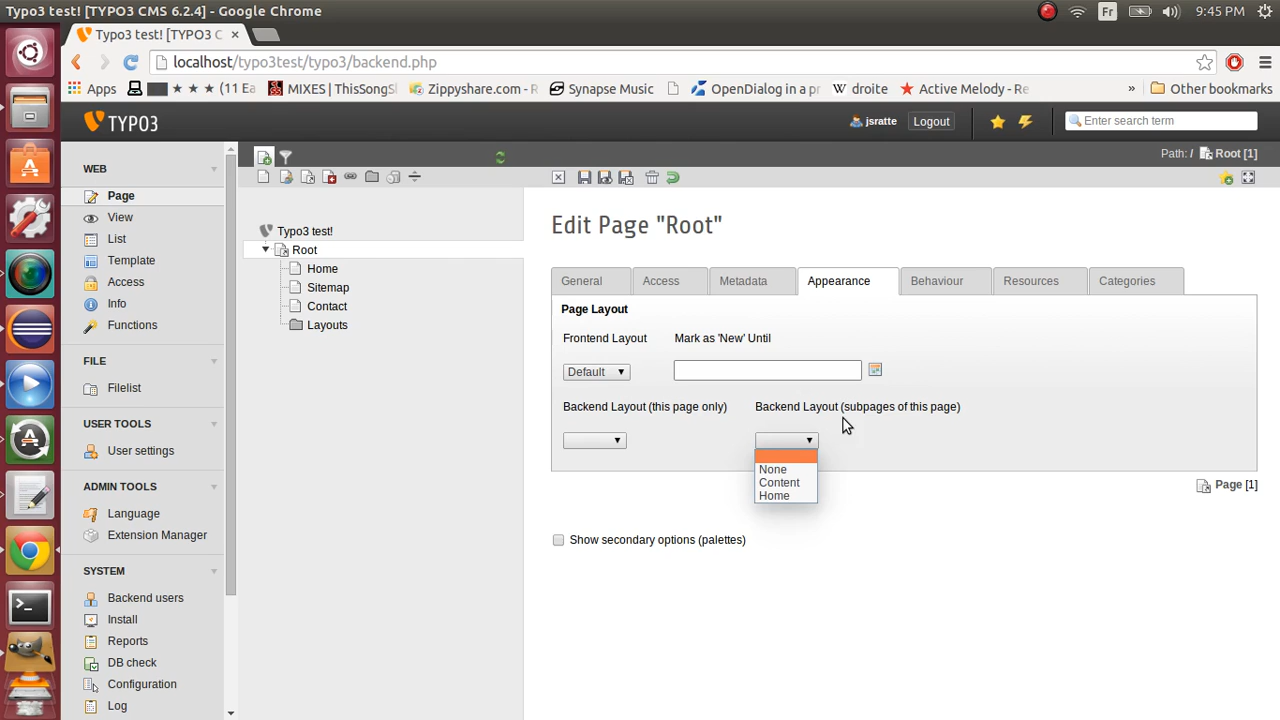 Typo3 test! [TYPO3 CMS 6.2.4] - Google Chrome
Fr
9:45 PM
Typo3 test! [TYPO3 C
localhost/typo3test/typo3/backend.php
Apps
(11 Ea
MIXES | ThisSongSl
Zippyshare.com - R
Synapse Music
OpenDialog in a pr
W droite
Active Melody - Re
»
Other bookmarks
TYPO3
jsratte
Logout
Enter search term
Path: / Root [1]
WEB
Page
View
List
Template
Access
Info
Functions
FILE
Filelist
USER TOOLS
User settings
ADMIN TOOLS
Language
Extension Manager
SYSTEM
Backend users
Install
Reports
DB check
Configuration
Log
Typo3 test!
Root
Home
Sitemap
Contact
Layouts
Edit Page "Root"
General
Access
Metadata
Appearance
Behaviour
Resources
Categories
Page Layout
Frontend Layout
Mark as 'New' Until
Default
Backend Layout (this page only)
Backend Layout (subpages of this page)
None
Content
Home
Page [1]
Show secondary options (palettes)